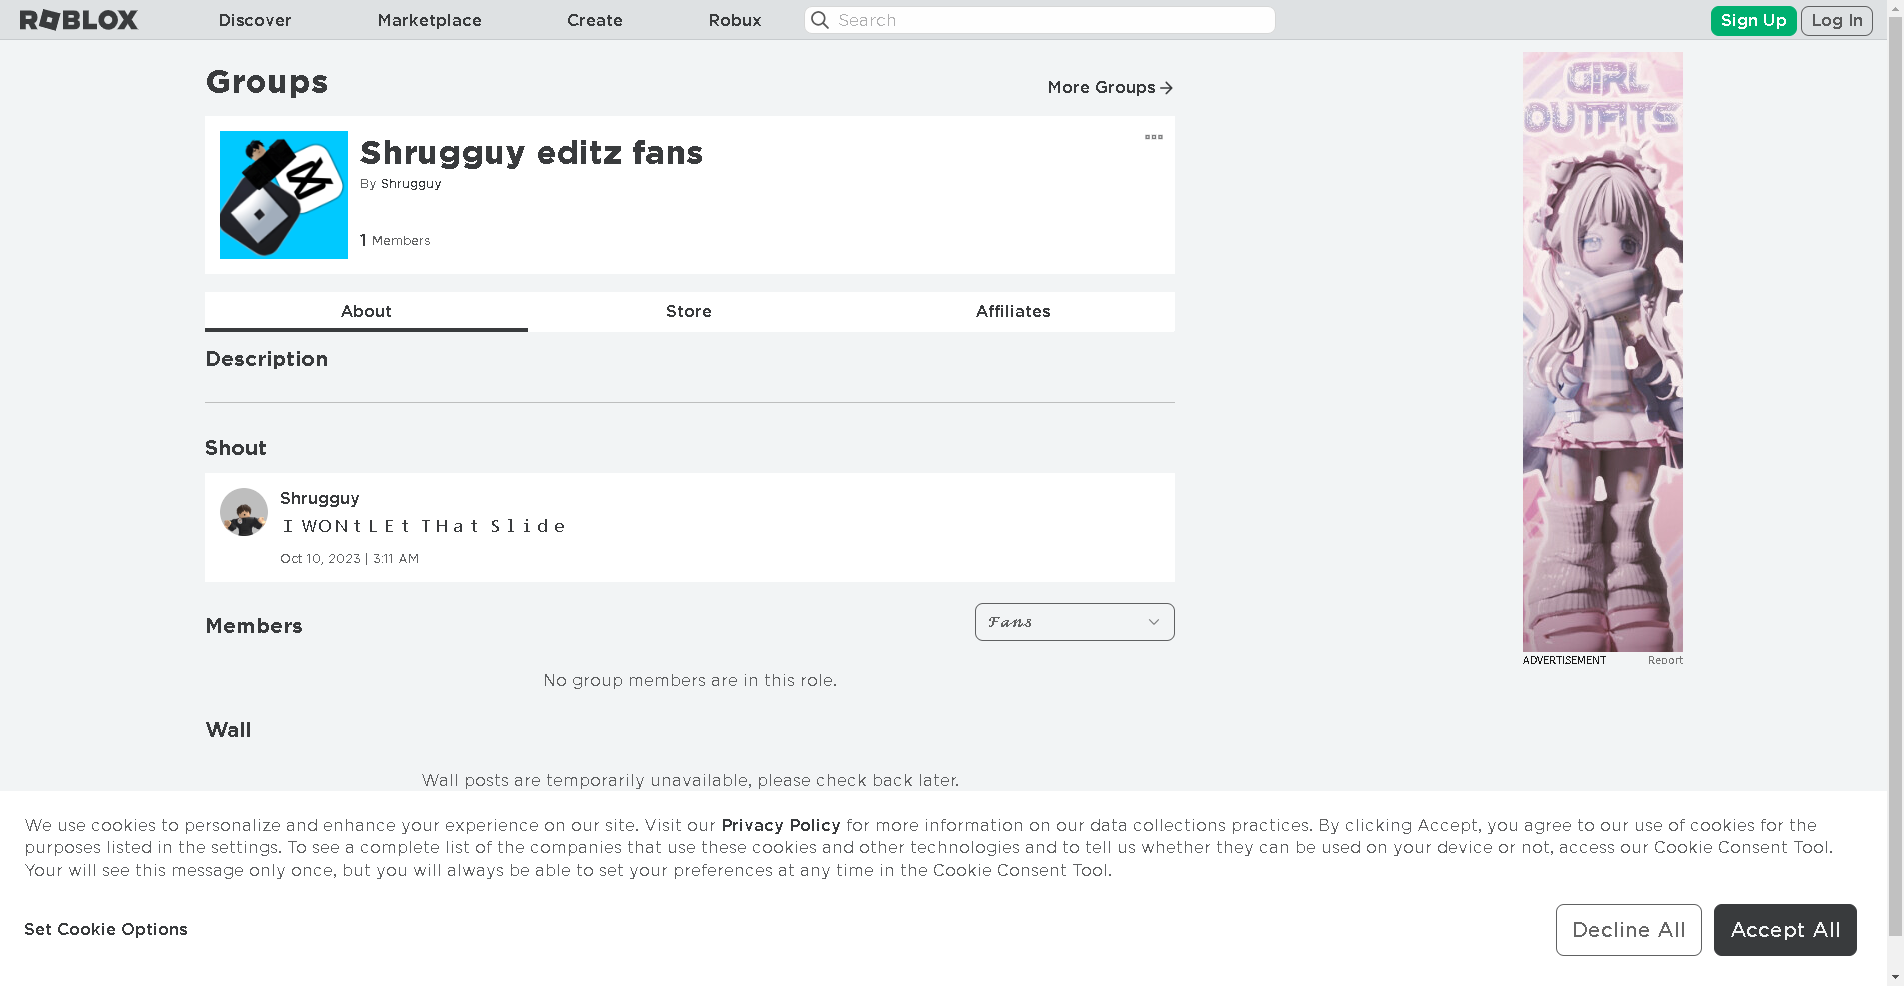 ROBLOX
Discover
Marketplace
Create
Robux
Search
Sign Up
Log In
Groups
More Groups
Shrugguy editz fans
By Shrugguy
1 Members
About
Store
Affiliates
Description
Shout
Shrugguy
I WONtLEt THat Slide
Oct 10, 2023 | 3:11 AM
Members
Fans
No group members are in this role.
Wall
Wall posts are temporarily unavailable, please check back later.
GIRL
OUTFITS
ADVERTISEMENT
Report
We use cookies to personalize and enhance your experience on our site. Visit our Privacy Policy for more information on our data collections practices. By clicking Accept, you agree to our use of cookies for the
purposes listed in the settings. To see a complete list of the companies that use these cookies and other technologies and to tell us whether they can be used on your device or not, access our Cookie Consent Tool.
Your will see this message only once, but you will always be able to set your preferences at any time in the Cookie Consent Tool.
Set Cookie Options
Decline All
Accept All